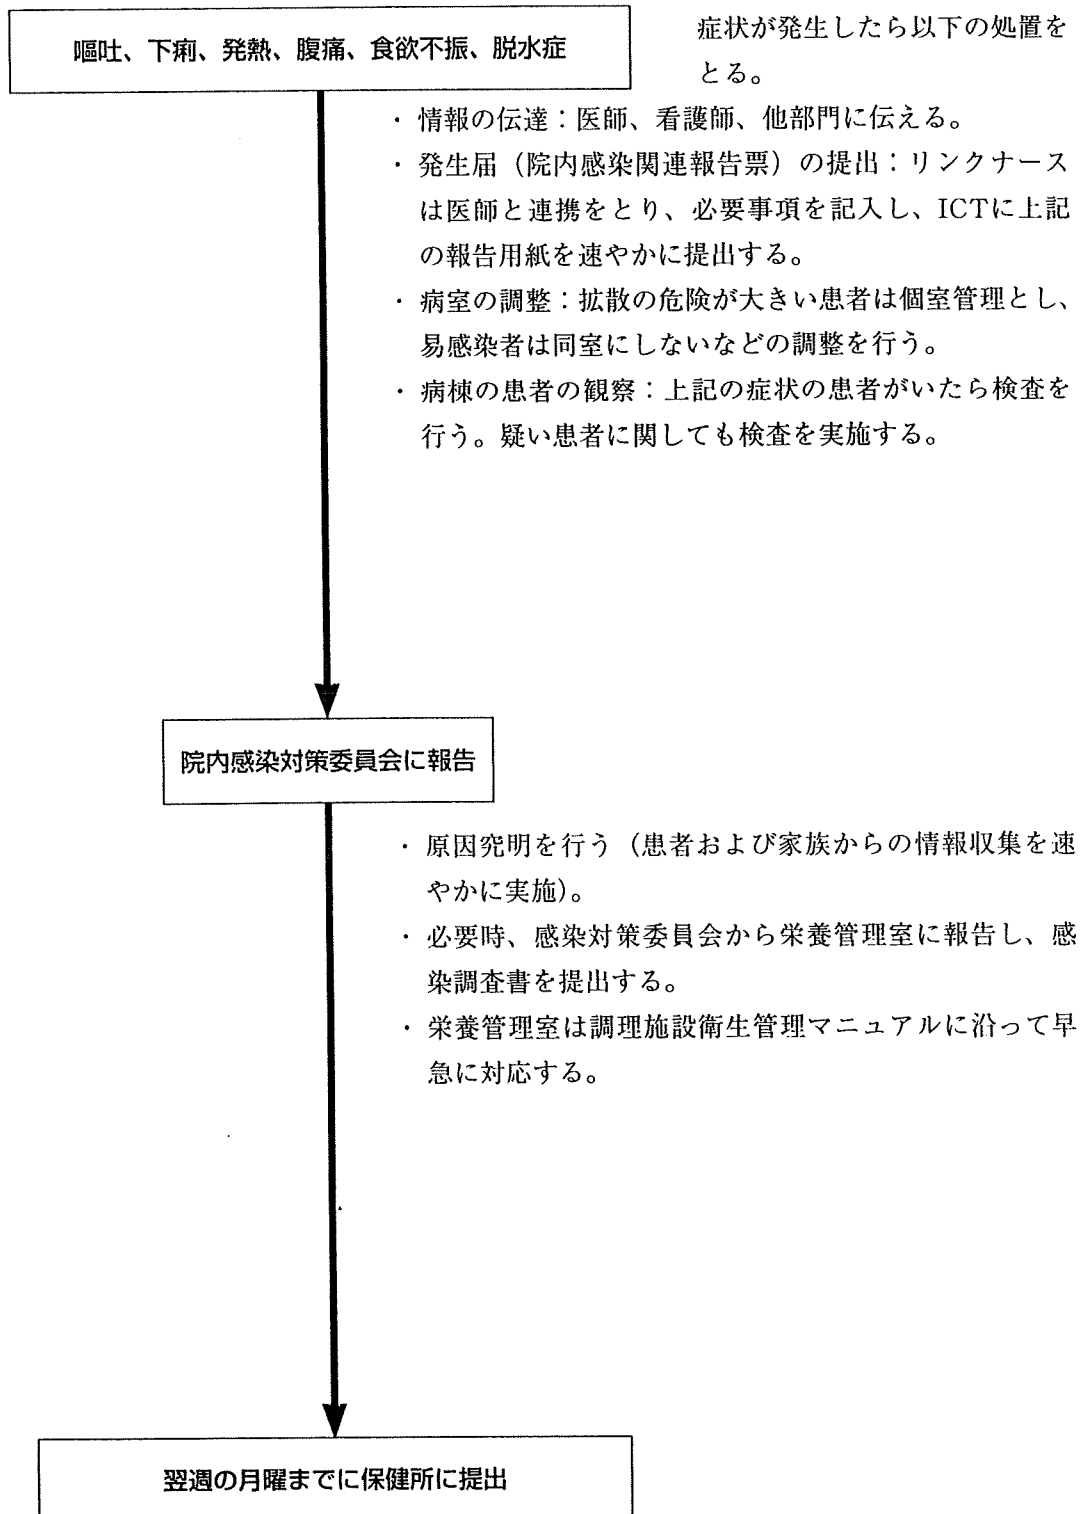 嘔吐、下痢、発熱、腹痛、食欲不振、脱水症
症状が発生したら以下の処置を
とる。
・情報の伝達：医師、看護師、他部門に伝える。
・発生届（院内感染関連報告票）の提出：リンクナース
は医師と連携をとり、必要事項を記入し、ICTに上記
の報告用紙を速やかに提出する。
・病室の調整：拡散の危険が大きい患者は個室管理とし、
易感染者は同室にしないなどの調整を行う。
・病棟の患者の観察：上記の症状の患者がいたら検査を
行う。疑い患者に関しても検査を実施する。
院内感染対策委員会に報告
・原因究明を行う（患者および家族からの情報収集を速
やかに実施）。
・必要時、感染対策委員会から栄養管理室に報告し、感
染調査書を提出する。
・栄養管理室は調理施設衛生管理マニュアルに沿って早
急に対応する。
翌週の月曜までに保健所に提出